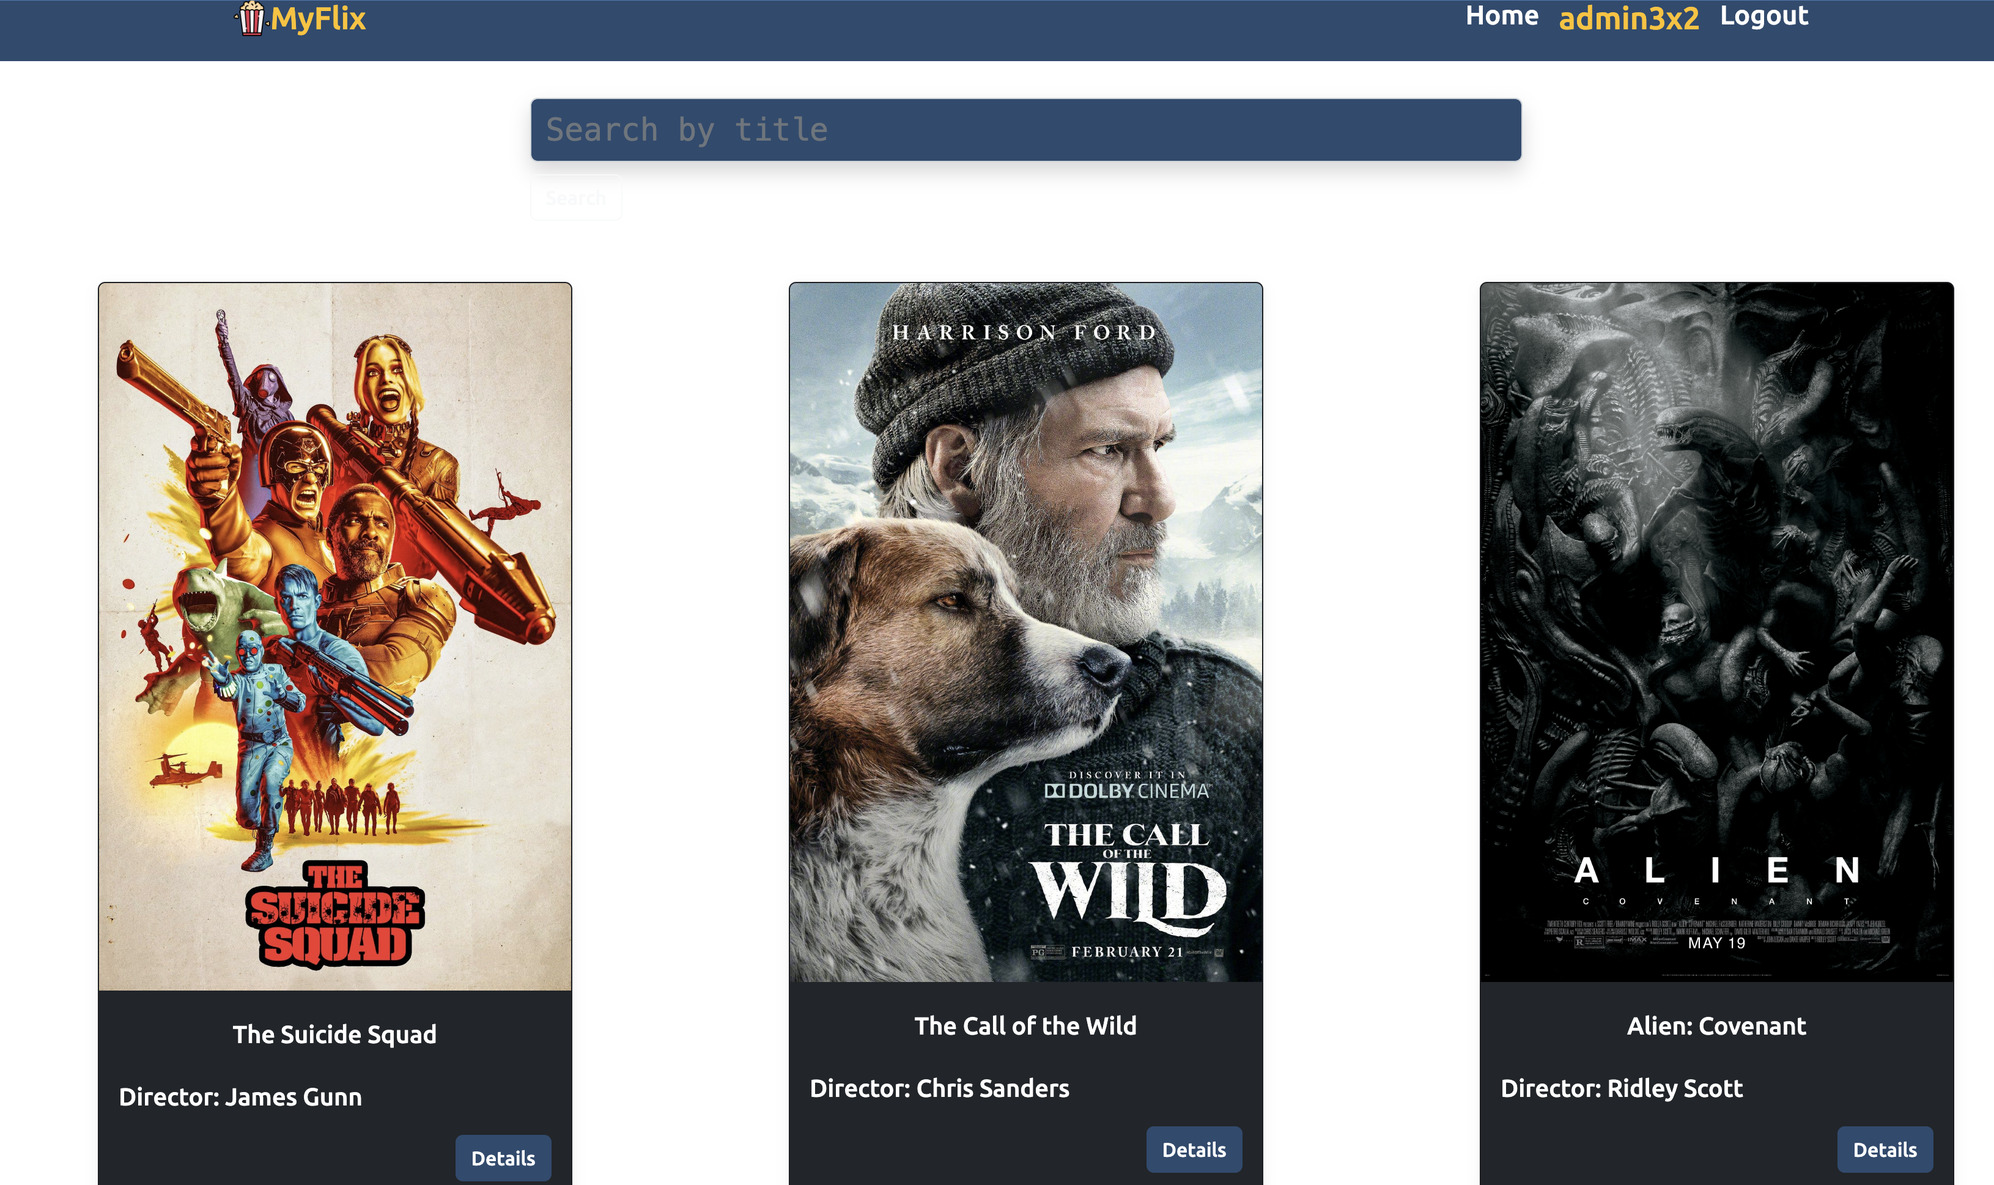 MyFlix
Home admin3x2 Logout
Search by title
Search
THE
SUICIDE
SQUAD
The Suicide Squad
Director: James Gunn
Details
HARRISON FORD
DISCOVER IT IN
DOLBY CINEMA
THE CALL
OF THE
WILD
PG
FEBRUARY 21
The Call of the Wild
Director: Chris Sanders
Details
ALIEN
COVENANT
R
IMAX
MAY 19
Alien: Covenant
Director: Ridley Scott
Details